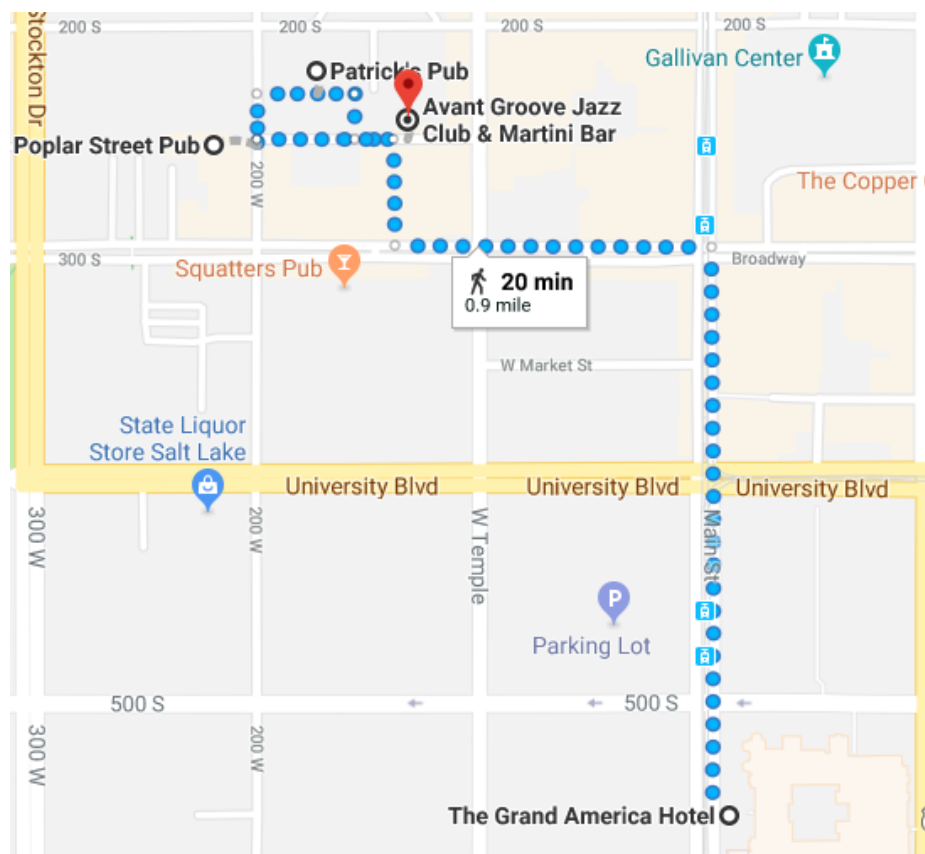 200 S
200 S
200 S
200 S
Stockton Dr
Gallivan Center
Patrick's Pub
Avant Groove Jazz
Club & Martini Bar
Poplar Street Pub
200 W
The Copper
300 S
Squatters Pub
Broadway
20 min
0.9 mile
W Market St
State Liquor
Store Salt Lake
University Blvd
University Blvd
University Blvd
300 W
200 W
W Temple
Main St
P
Parking Lot
500 S
500 S
300 W
200 W
The Grand America Hotel